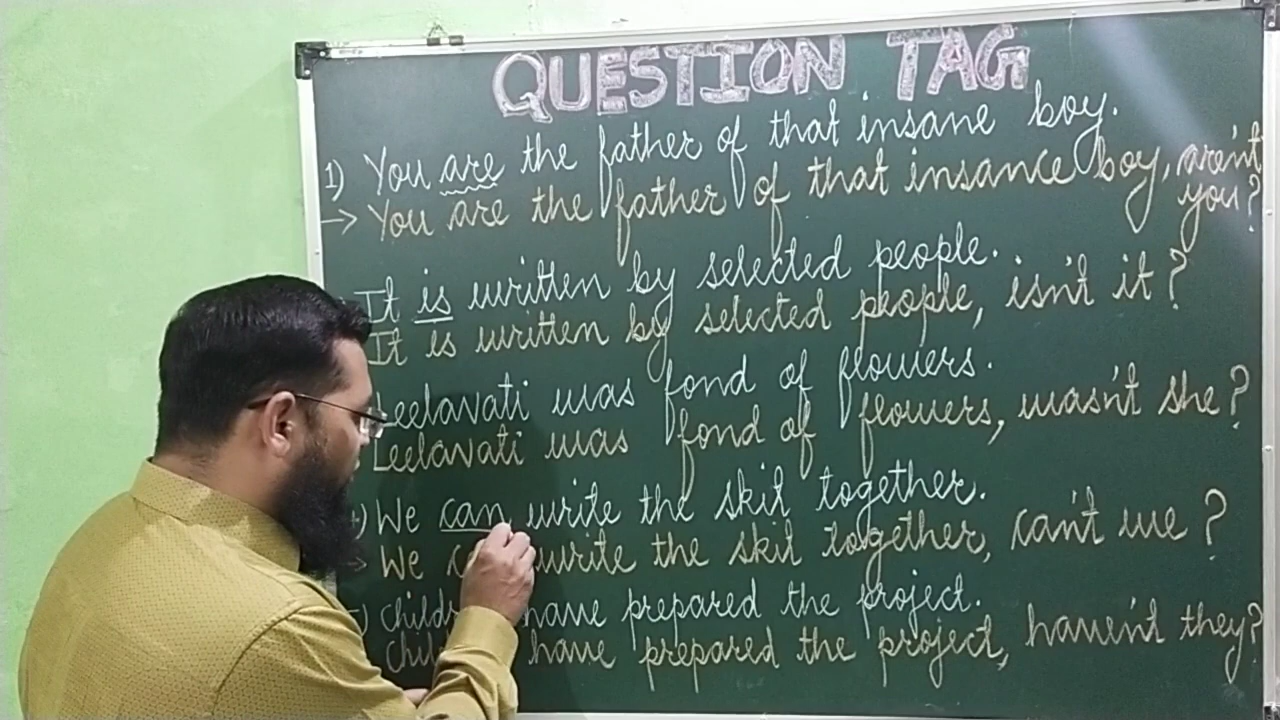 QUESTION TAG
1) You are the father of that insane boy.
→ You are the father of that insance boy, aren't you?
It is written by selected people.
It is written by selected people, isn't it?
Leelavati was fond of flowers.
Leelavati was fond of flowers, wasn't she?
We can write the skit together.
We write the skit together, can't we?
have prepared the project.
have prepared the project, haven't they?